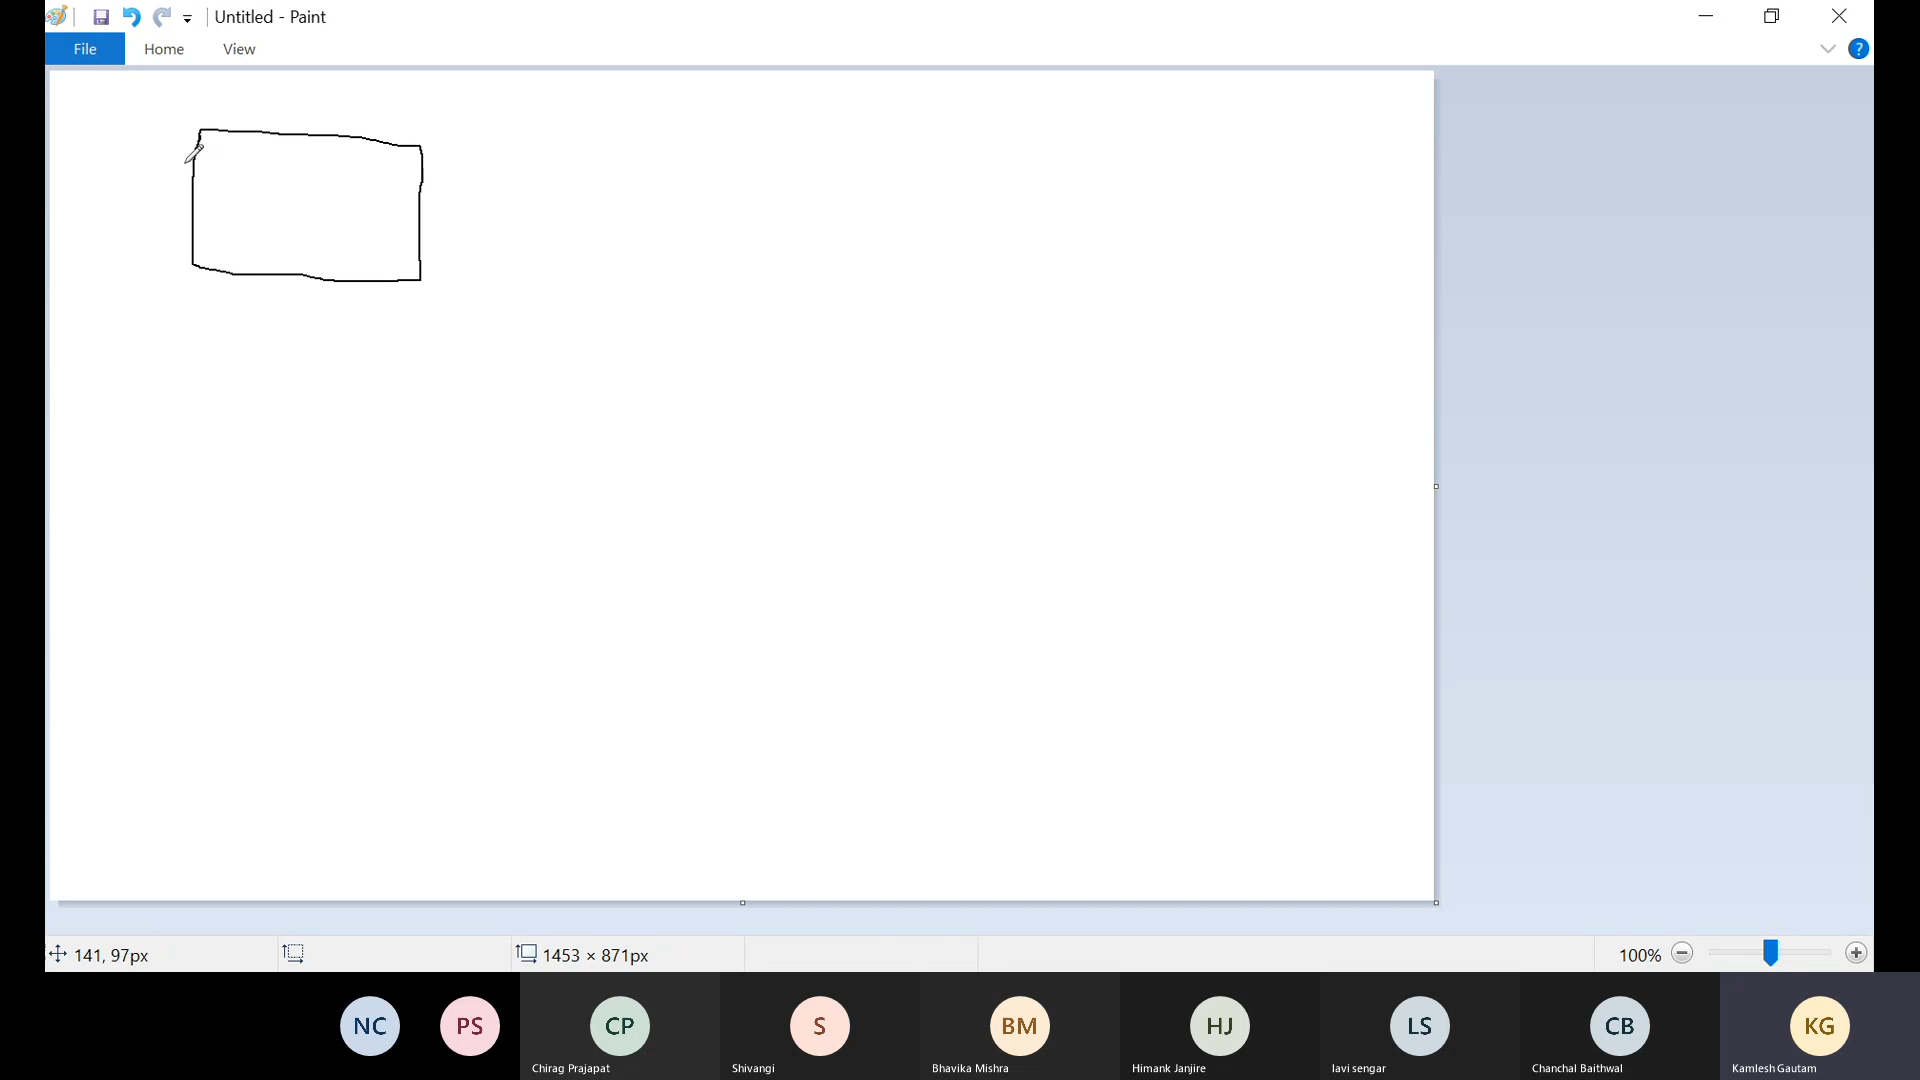 Untitled - Paint
File Home View
?
141, 97px 1453 × 871px 100%
NC PS CP S BM HJ LS CB KG
Chirag Prajapat Shivangi Bhavika Mishra Himank Janjire lavi sengar Chanchal Baithwal Kamlesh Gautam